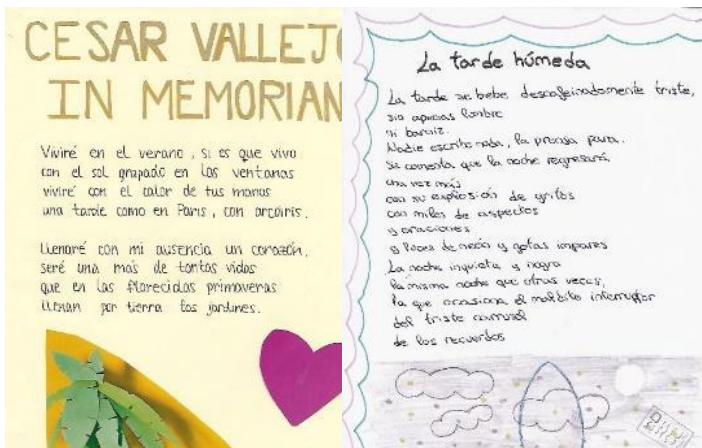 CESAR VALLEJ
IN MEMORIAN
Viviré en el verano, si es que vivo
con el sol grapado en las ventanas
viviré con el calor de tus manos
una tarde como en París, con arcoiris.
Llenaré con mi ausencia un corazón,
seré una más de tantas vidas
que en las florecidas primaveras
llenan por tierra los jardines.
La tarde húmeda
La tarde se bebe descafeinadamente triste,
sin apenas
ni barniz.
Nadie escribe nada, la prensa para.
Se comenta que la noche regresará
una vez más
con su explosión de gritos
con miles de aspectos
y oraciones
y luces de neón y gotas impares
La noche inquieta y negra
la misma noche que otras veces,
la que ocasiona el maldito interruptor
del triste carrusel
de los recuerdos